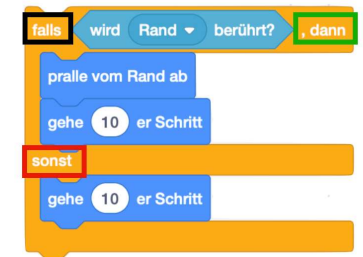 falls wird Rand berührt? , dann
pralle vom Rand ab
gehe 10 er Schritt
sonst
gehe 10 er Schritt